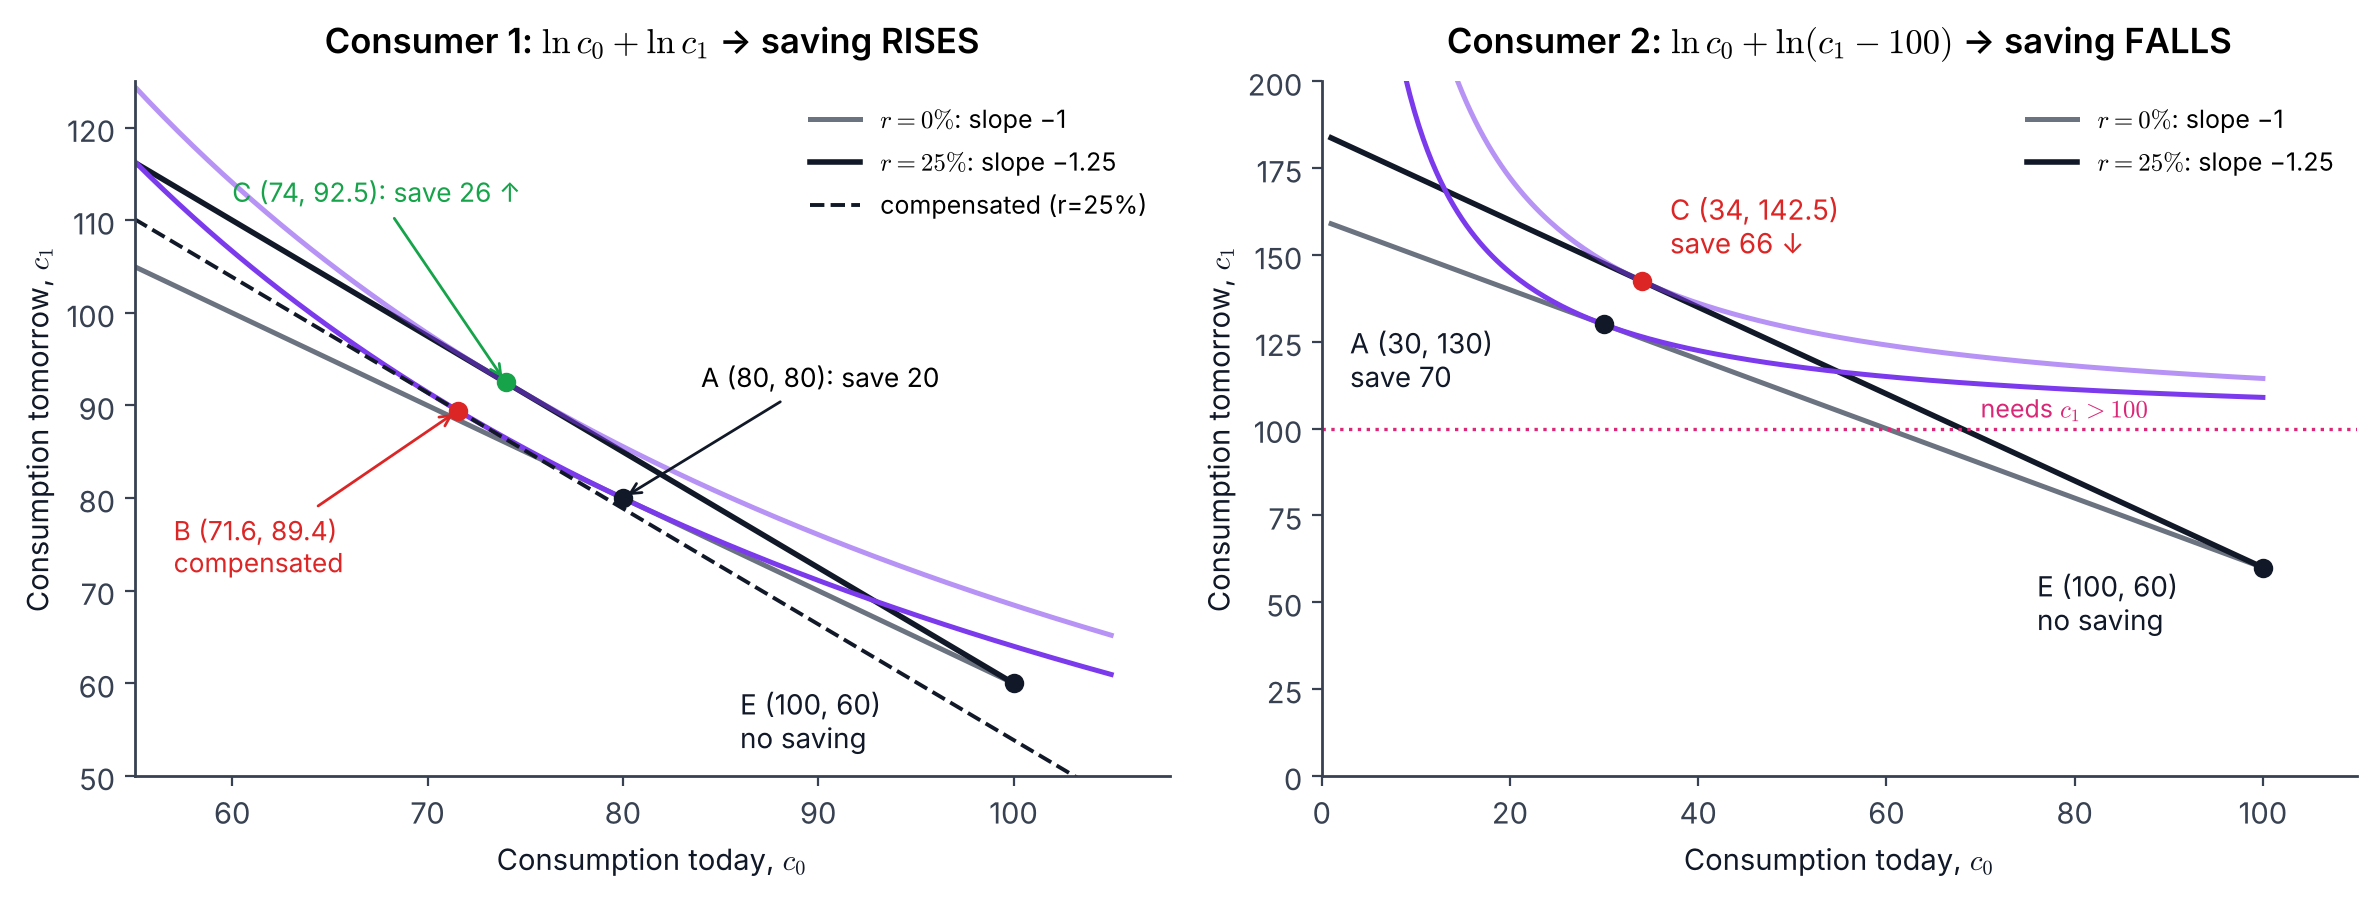 Consumer 1: ln c₀ + ln c₁ → saving RISES
r = 0%: slope −1
r = 25%: slope −1.25
compensated (r=25%)
C (74, 92.5): save 26 ↑
A (80, 80): save 20
B (71.6, 89.4)
compensated
E (100, 60)
no saving
Consumption tomorrow, c₁
120
110
100
90
80
70
60
50
60
70
80
90
100
Consumption today, c₀
Consumer 2: ln c₀ + ln(c₁ − 100) → saving FALLS
r = 0%: slope −1
r = 25%: slope −1.25
C (34, 142.5)
save 66 ↓
A (30, 130)
save 70
needs c₁ > 100
E (100, 60)
no saving
Consumption tomorrow, c₁
200
175
150
125
100
75
50
25
0
0
20
40
60
80
100
Consumption today, c₀